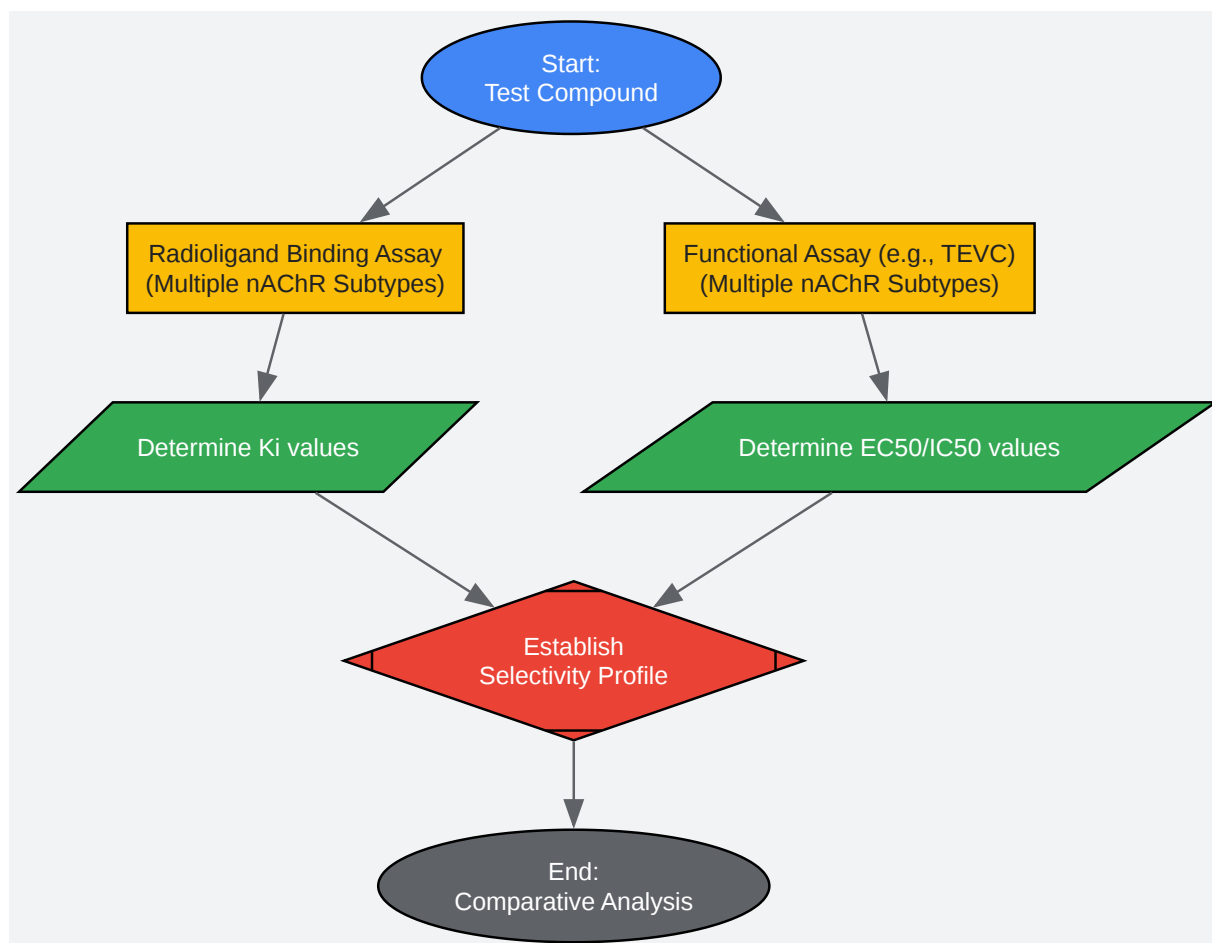 Start:
Test Compound
Radioligand Binding Assay
(Multiple nAChR Subtypes)
Functional Assay (e.g., TEVC)
(Multiple nAChR Subtypes)
Determine Ki values
Determine EC50/IC50 values
Establish
Selectivity Profile
End:
Comparative Analysis